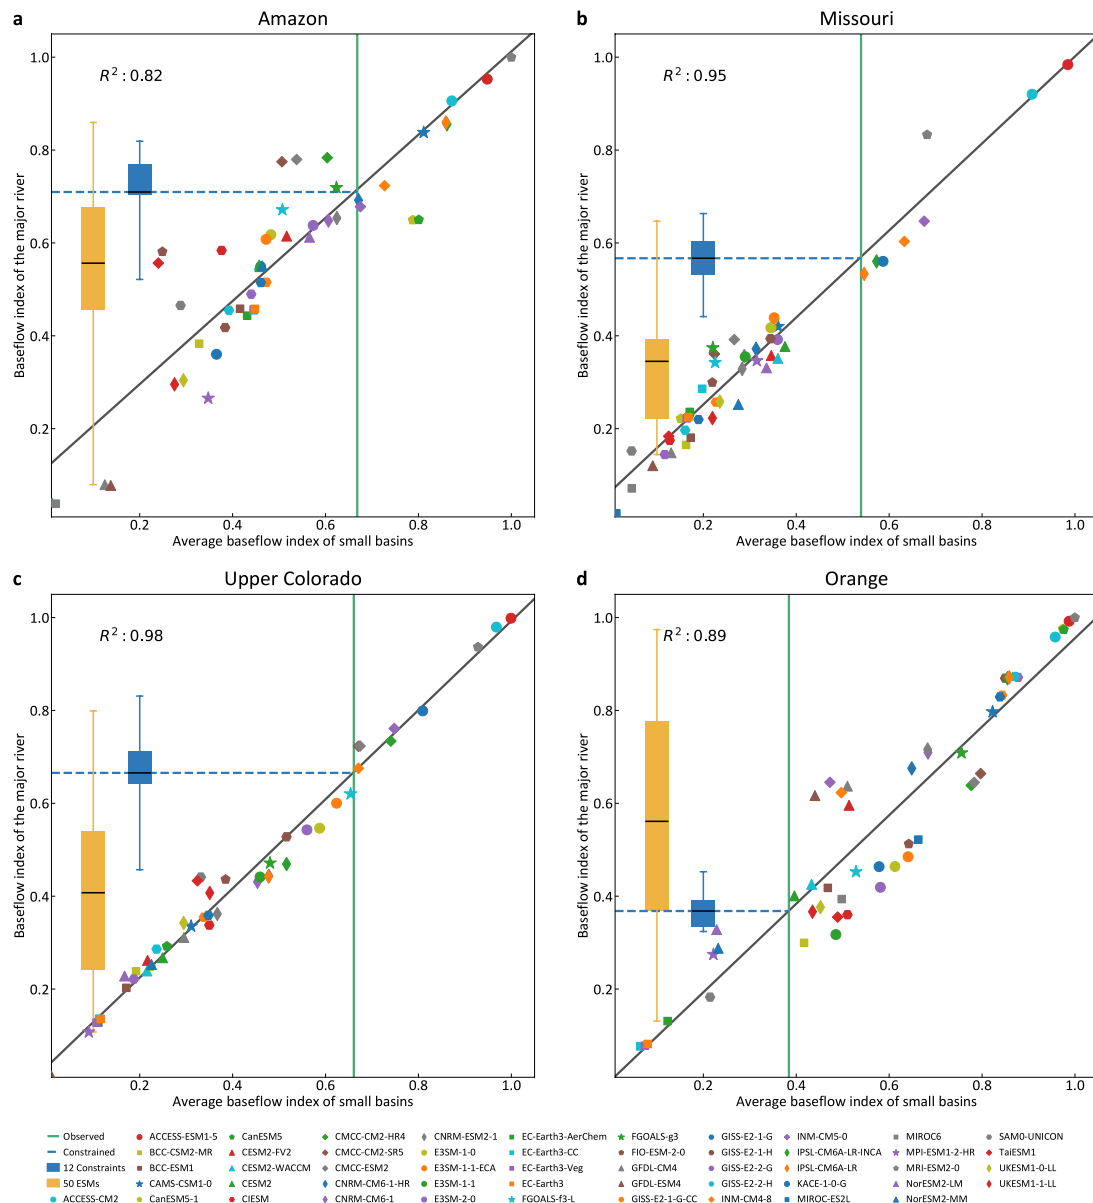 a Amazon
R²: 0.82
1.0
0.8
0.6
0.4
0.2
Baseflow index of the major river
0.2 0.4 0.6 0.8 1.0
Average baseflow index of small basins
b Missouri
R²: 0.95
1.0
0.8
0.6
0.4
0.2
Baseflow index of the major river
0.2 0.4 0.6 0.8 1.0
Average baseflow index of small basins
c Upper Colorado
R²: 0.98
1.0
0.8
0.6
0.4
0.2
Baseflow index of the major river
0.2 0.4 0.6 0.8 1.0
Average baseflow index of small basins
d Orange
R²: 0.89
1.0
0.8
0.6
0.4
0.2
Baseflow index of the major river
0.2 0.4 0.6 0.8 1.0
Average baseflow index of small basins
Observed
Constrained
12 Constraints
50 ESMs
ACCESS-CM2
ACCESS-ESM1-5
BCC-CSM2-MR
BCC-ESM1
CAMS-CSM1-0
CanESM5-1
CanESM5
CESM2-FV2
CESM2-WACCM
CESM2
CIESM
CMCC-CM2-HR4
CMCC-CM2-SR5
CMCC-ESM2
CNRM-CM6-1-HR
CNRM-CM6-1
CNRM-ESM2-1
E3SM-1-0
E3SM-1-1-ECA
E3SM-1-1
E3SM-2-0
EC-Earth3-AerChem
EC-Earth3-CC
EC-Earth3-Veg
EC-Earth3
FGOALS-f3-L
FGOALS-g3
FIO-ESM-2-0
GFDL-CM4
GFDL-ESM4
GISS-E2-1-G-CC
GISS-E2-1-G
GISS-E2-1-H
GISS-E2-2-G
GISS-E2-2-H
INM-CM4-8
INM-CM5-0
IPSL-CM6A-LR-INCA
IPSL-CM6A-LR
KACE-1-0-G
MIROC-ES2L
MIROC6
MPI-ESM1-2-HR
MRI-ESM2-0
NorESM2-LM
NorESM2-MM
SAM0-UNICON
TaiESM1
UKESM1-0-LL
UKESM1-1-LL